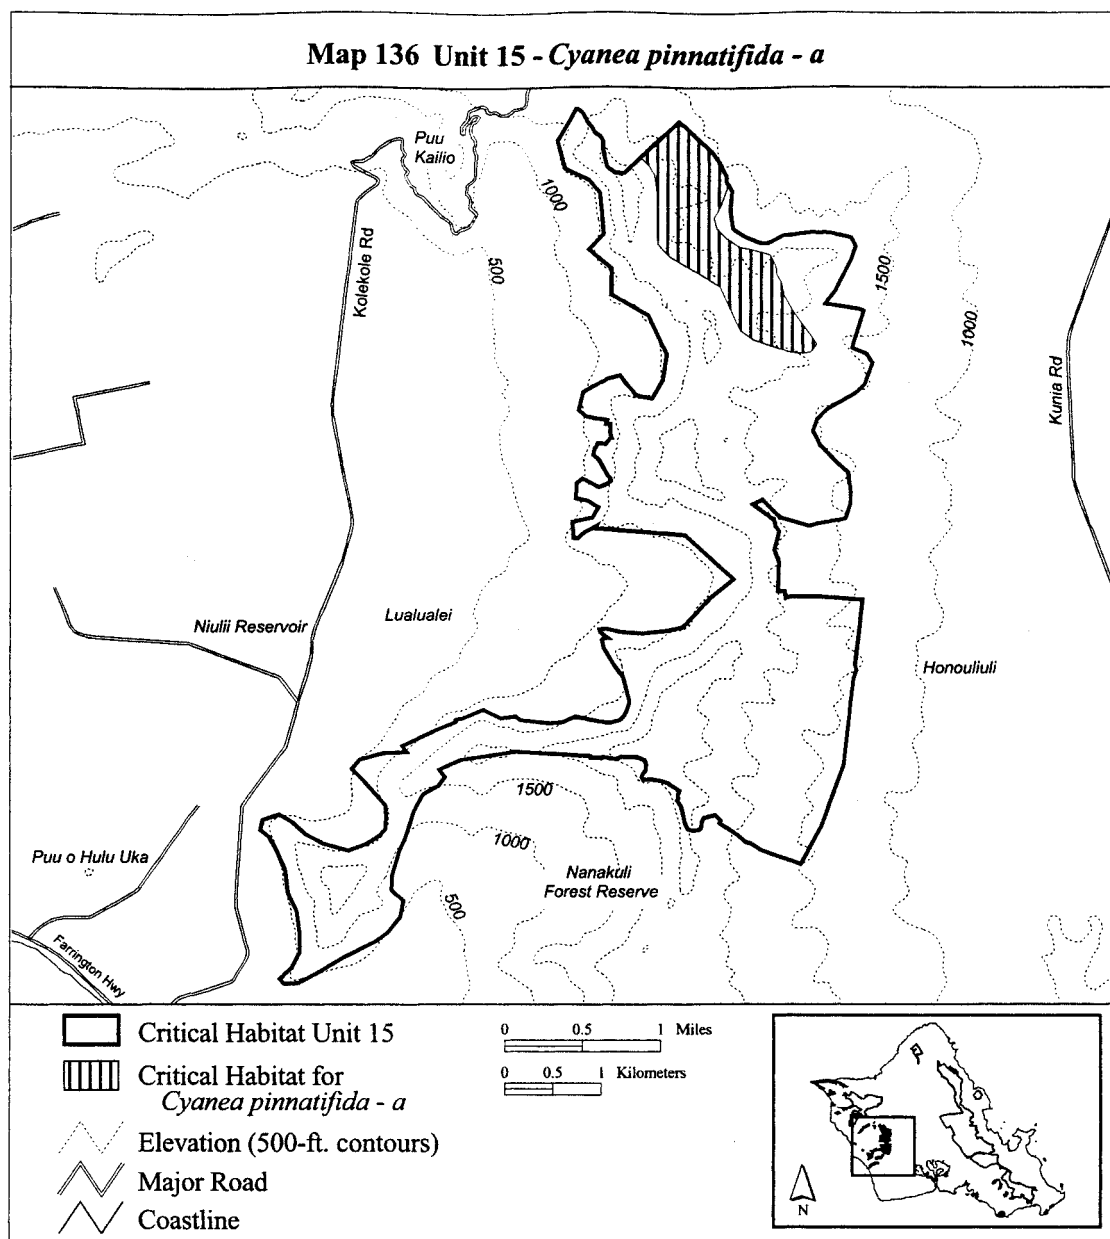 Map 136 Unit 15 - Cyanea pinnatifida - a
Puu
Kailio
1000
500
Kolekole Rd
1500
1000
Kunia Rd
Niulii Reservoir
Lualualei
Honouliuli
1500
1000
Puu o Hulu Uka
Nanakuli
Forest Reserve
500
Farrington Hwy
Critical Habitat Unit 15
Critical Habitat for
Cyanea pinnatifida - a
Elevation (500-ft. contours)
Major Road
Coastline
0 0.5 1 Miles
0 0.5 1 Kilometers
N